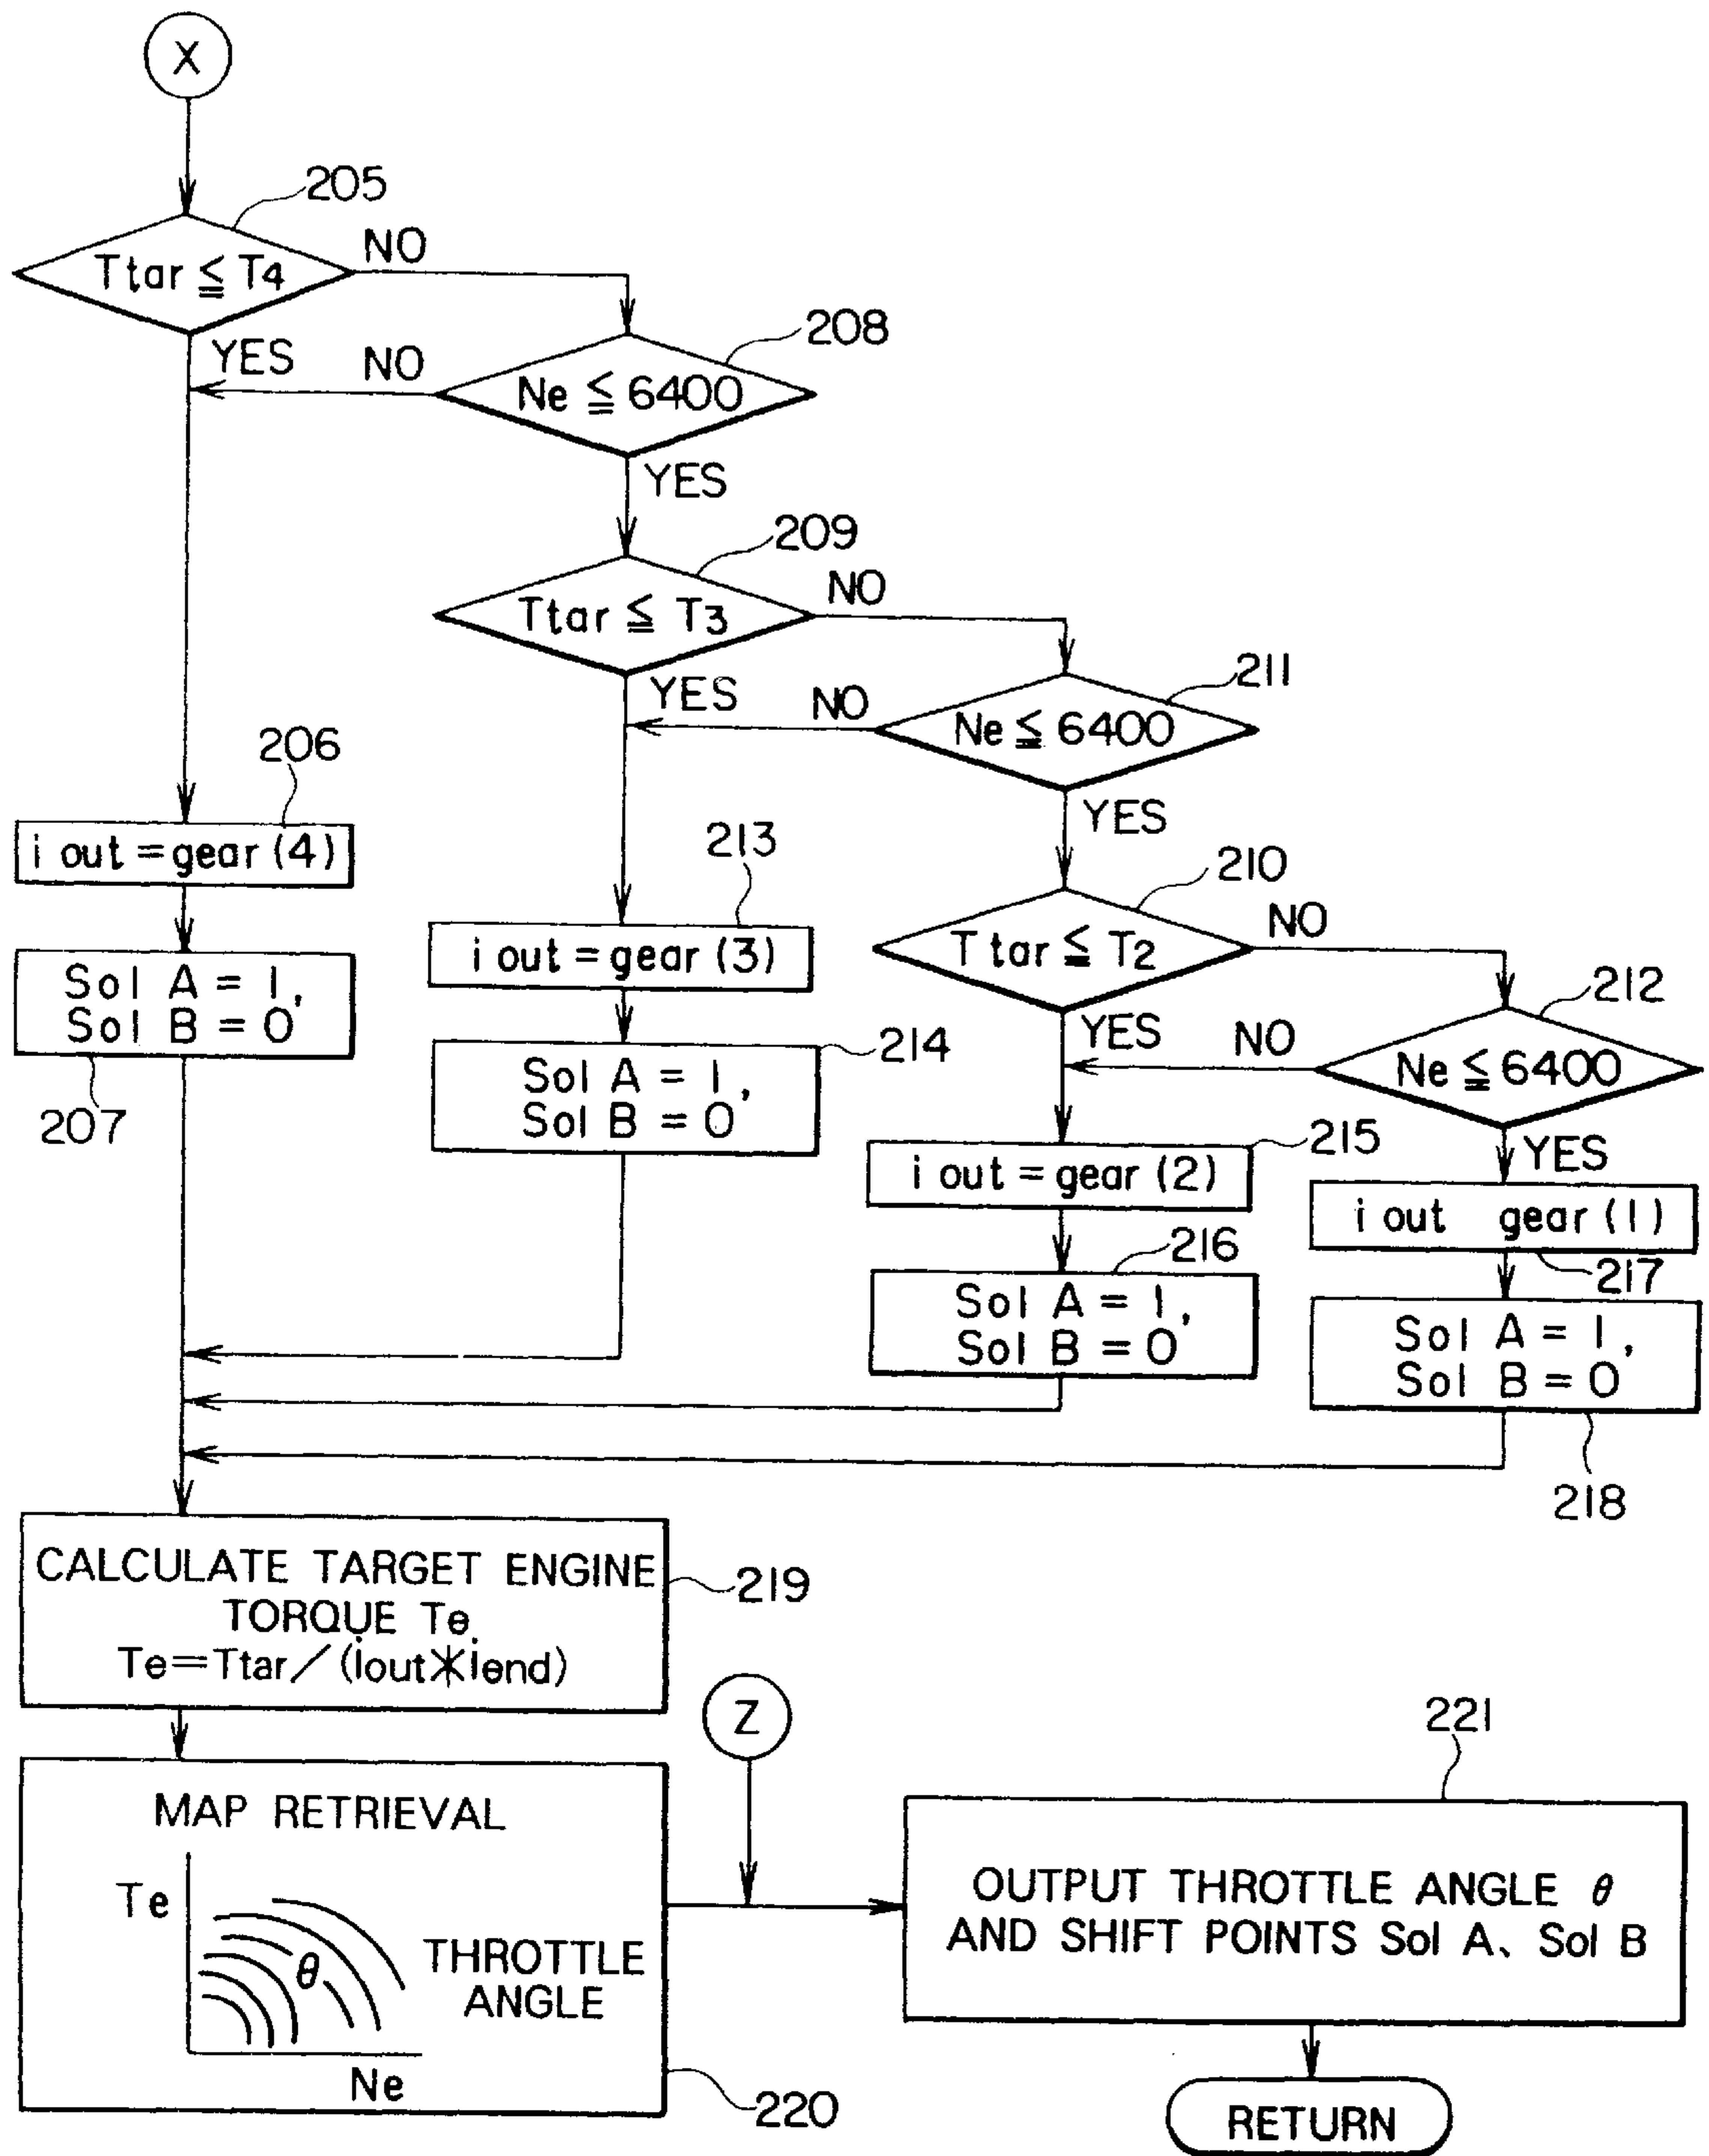 X
205
T tar ≦ T4
NO
208
YES
NO
Ne ≦ 6400
YES
209
T tar ≦ T3
NO
211
YES
NO
Ne ≦ 6400
YES
206
i out = gear (4)
213
i out = gear (3)
210
T tar ≦ T2
NO
212
Sol A = 1,
Sol B = 0
207
214
Sol A = 1,
Sol B = 0
YES
NO
Ne ≦ 6400
YES
215
i out = gear (2)
i out gear (1)
216
217
Sol A = 1,
Sol B = 0
Sol A = 1,
Sol B = 0
218
CALCULATE TARGET ENGINE
TORQUE Te
Te=Ttar／(iout*iend)
219
Z
221
MAP RETRIEVAL
Te
θ
THROTTLE
ANGLE
Ne
220
OUTPUT THROTTLE ANGLE θ
AND SHIFT POINTS Sol A、Sol B
RETURN